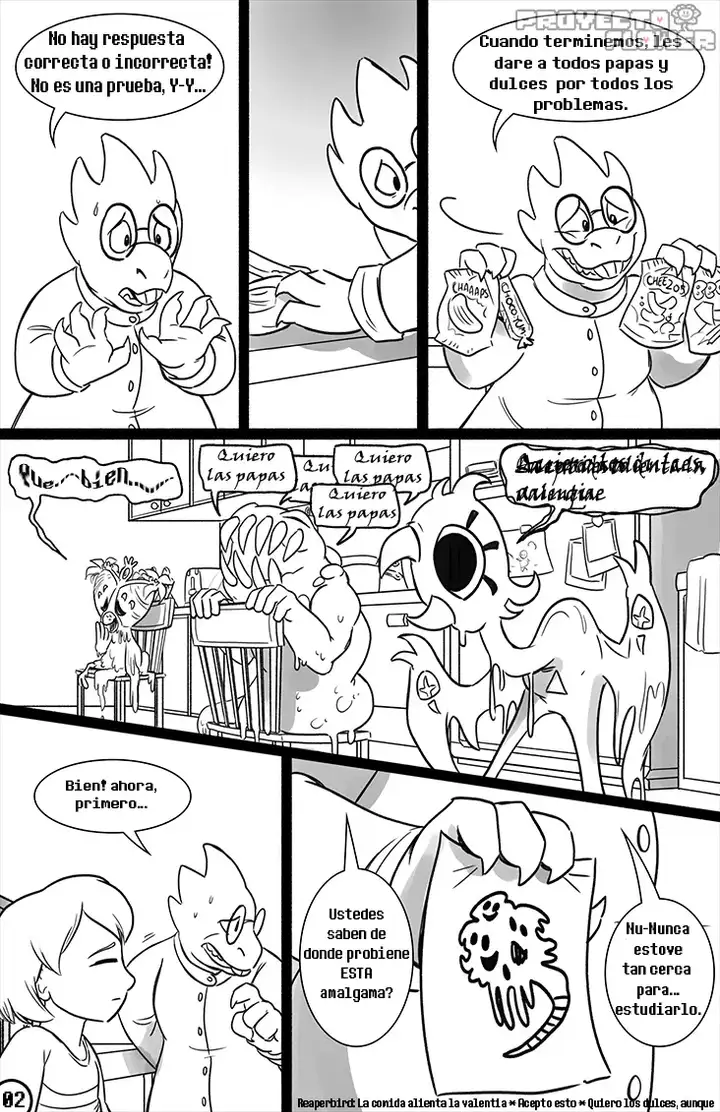 PROYECTO
FLOWER
No hay respuesta
correcta o incorrecta!
No es una prueba, Y-Y...
Cuando terminemos, les
dare a todos papas y
dulces por todos los
problemas.
CHAAAPS
CHEEZOS
Que...bien...
Quiero
las papas
Qui
las
Quiero
las papas
Quiero
las papas
Bien! ahora,
primero...
Ustedes
saben de
donde probiene
ESTA
amalgama?
Nu-Nunca
estove
tan cerca
para...
estudiarlo.
02
Reaperbird: La comida alienta la valentia * Acepto esto * Quiero los dulces, aunque